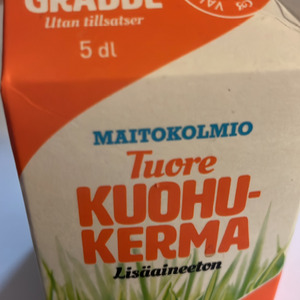 GRÄDDE
Utan tillsatser
5 dl
MAITOKOLMIO
Tuore
KUOHU-
KERMA
Lisäaineeton